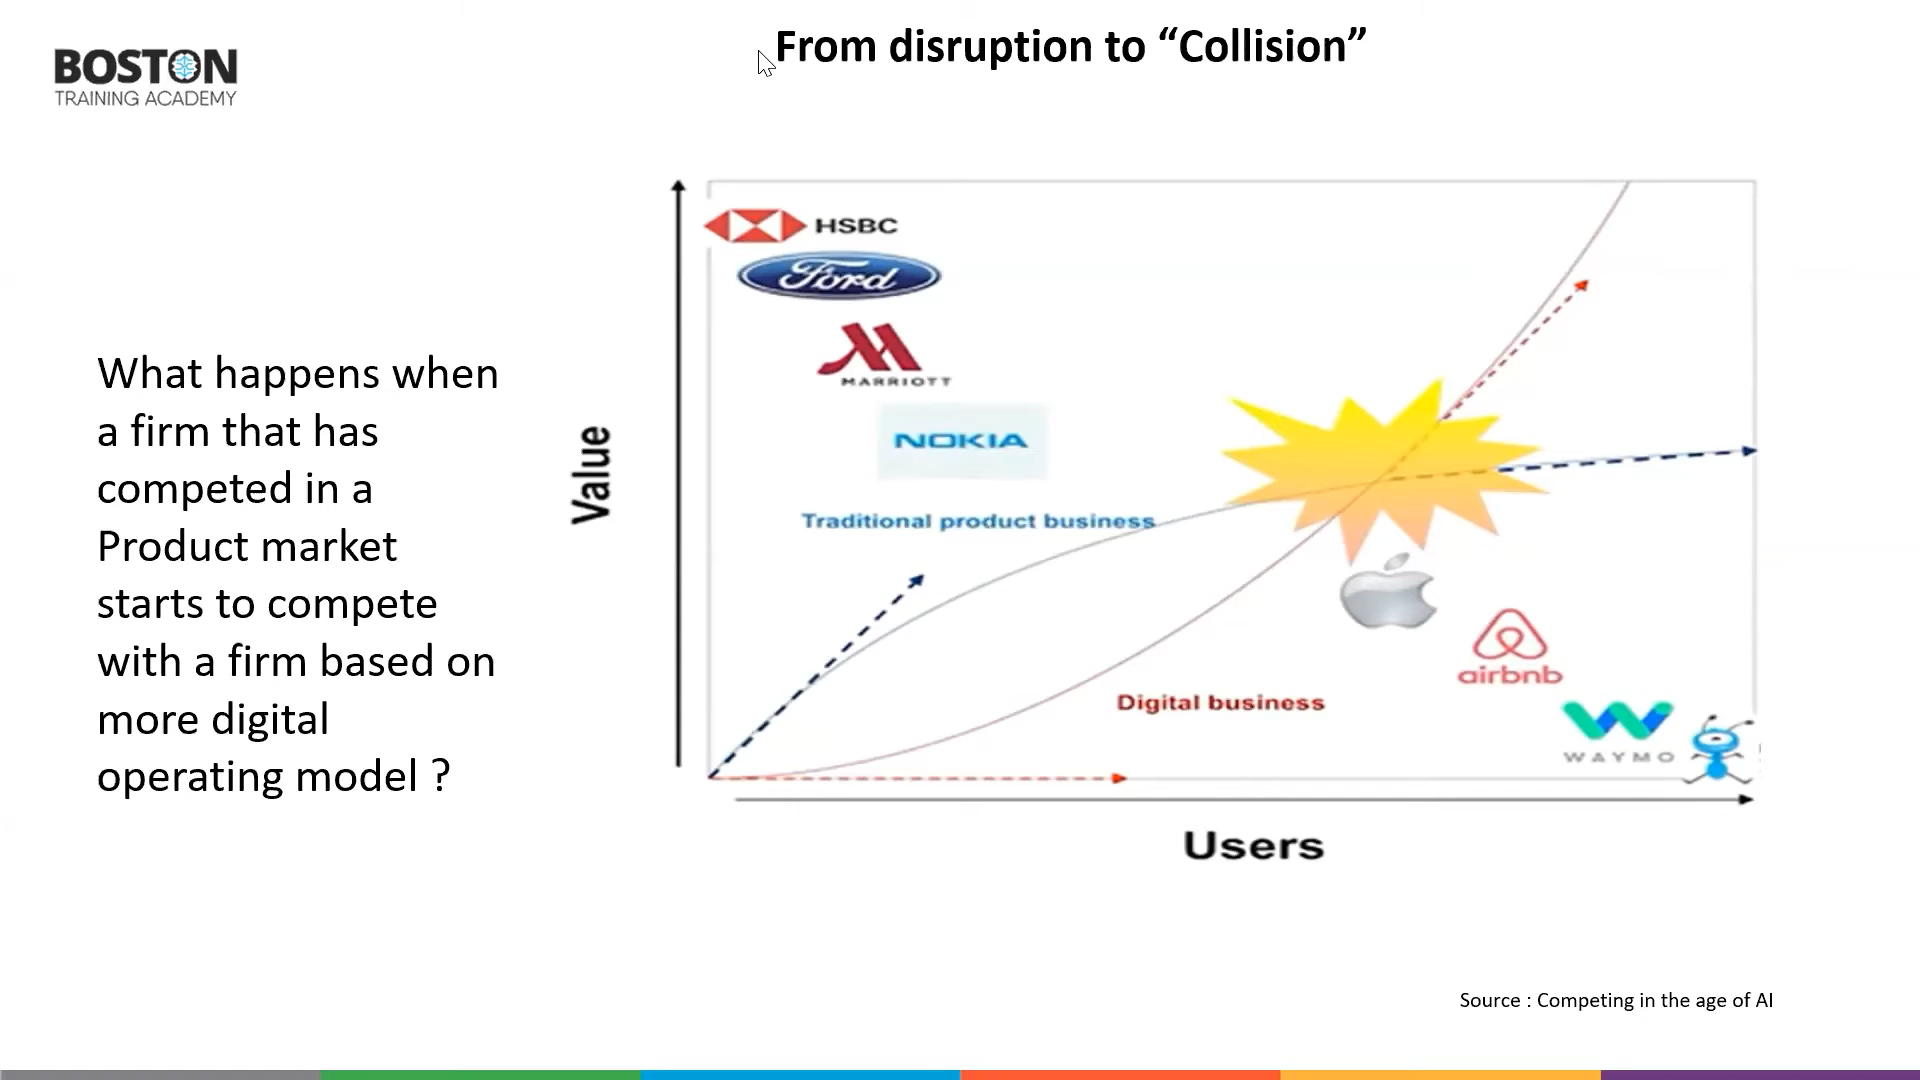 From disruption to “Collision”
BOSTON
TRAINING ACADEMY
What happens when
a firm that has
competed in a
Product market
starts to compete
with a firm based on
more digital
operating model ?
Value
HSBC
Ford
MARRIOTT
NOKIA
Traditional product business
Digital business
airbnb
WAYMO
Users
Source : Competing in the age of AI